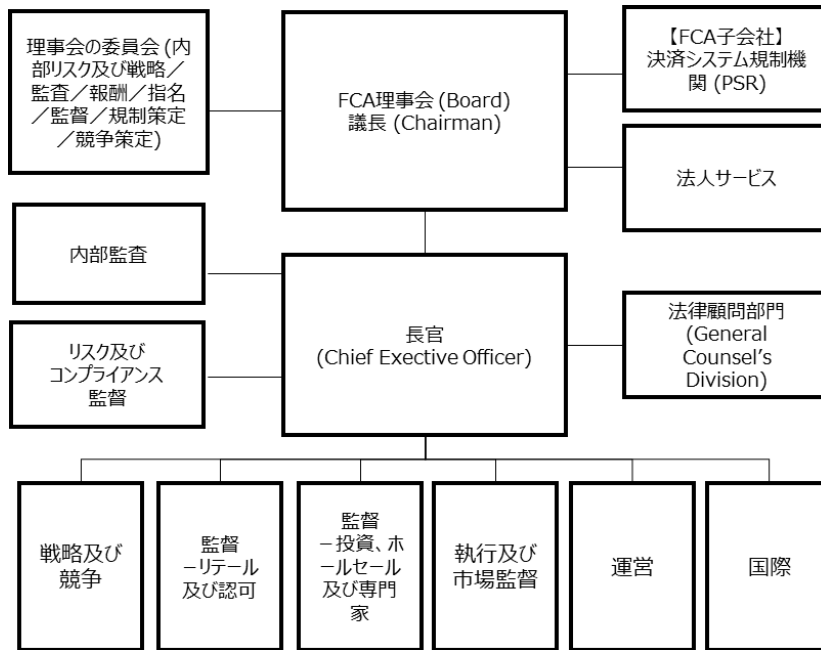 理事会の委員会 (内
部リスク及び戦略／
監査／報酬／指名
／監督／規制策定
／競争策定)
FCA理事会 (Board)
議長 (Chairman)
【FCA子会社】
決済システム規制機
関 (PSR)
法人サービス
内部監査
リスク及び
コンプライアンス
監督
長官
(Chief Exective Officer)
法律顧問部門
(General
Counsel's
Division)
戦略及び
競争
監督
－リテール
及び認可
監督
－投資、ホ
ールセール
及び専門
家
執行及び
市場監督
運営
国際